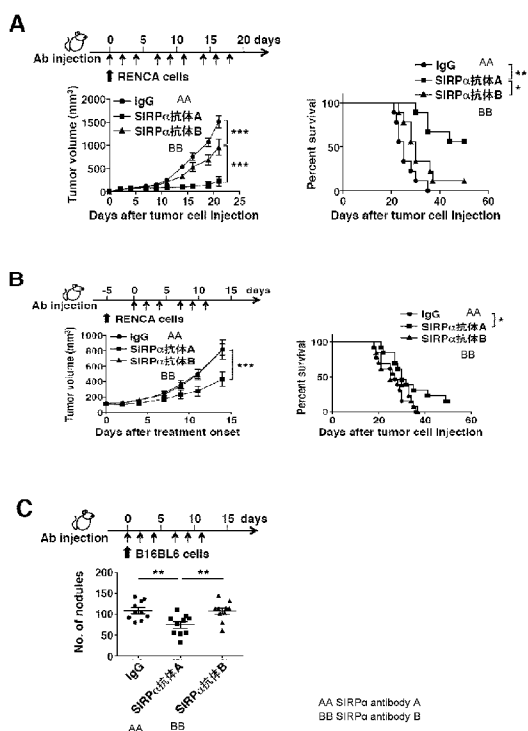 A
0 5 10 15 20 days
Ab injection
RENCA cells
IgG AA
SIRPα抗体A
SIRPα抗体B
BB
Tumor volume (mm³)
2000
1500
1000
500
0
***
***
0 5 10 15 20 25
Days after tumor cell Injection
IgG AA
SIRPα抗体A
SIRPα抗体B
BB
**
*
Percent survival
100
50
0
0 20 40 60
Days after tumor cell Injection
B
-5 0 5 10 15 days
Ab injection
RENCA cells
IgG AA
SIRPα抗体A
SIRPα抗体B
BB
Tumor volume (mm³)
1000
800
600
400
200
0
***
0 5 10 15
Days after treatment onset
IgG AA
SIRPα抗体A
SIRPα抗体B
BB
*
Percent survival
100
50
0
0 20 40 60
Days after tumor cell Injection
C
0 5 10 15 days
Ab injection
B16BL6 cells
No. of nodules
200
150
100
50
0
** **
IgG
SIRPα抗体A
SIRPα抗体B
AA BB
AA SIRPα antibody A
BB SIRPα antibody B